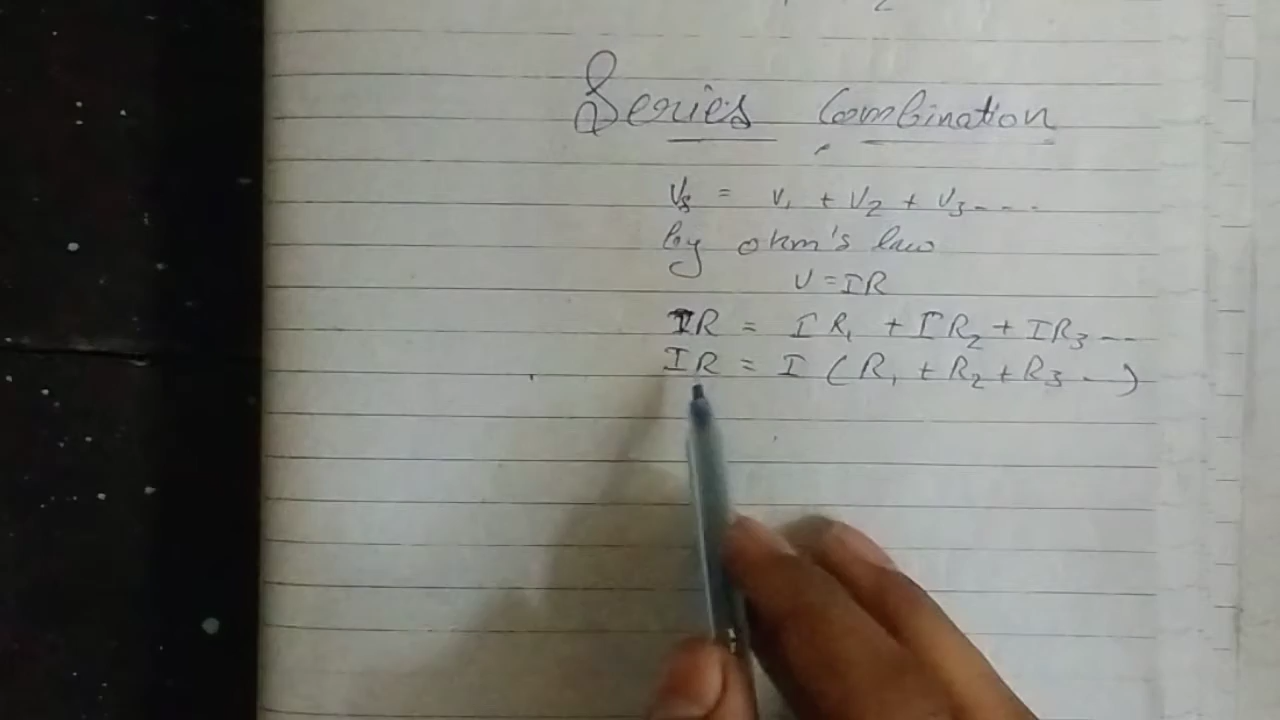 Series Combination
Vs = V1 + V2 + V3 ----
by ohm's law
V = IR
IR = IR1 + IR2 + IR3 ---
IR = I (R1 + R2 + R3 --)